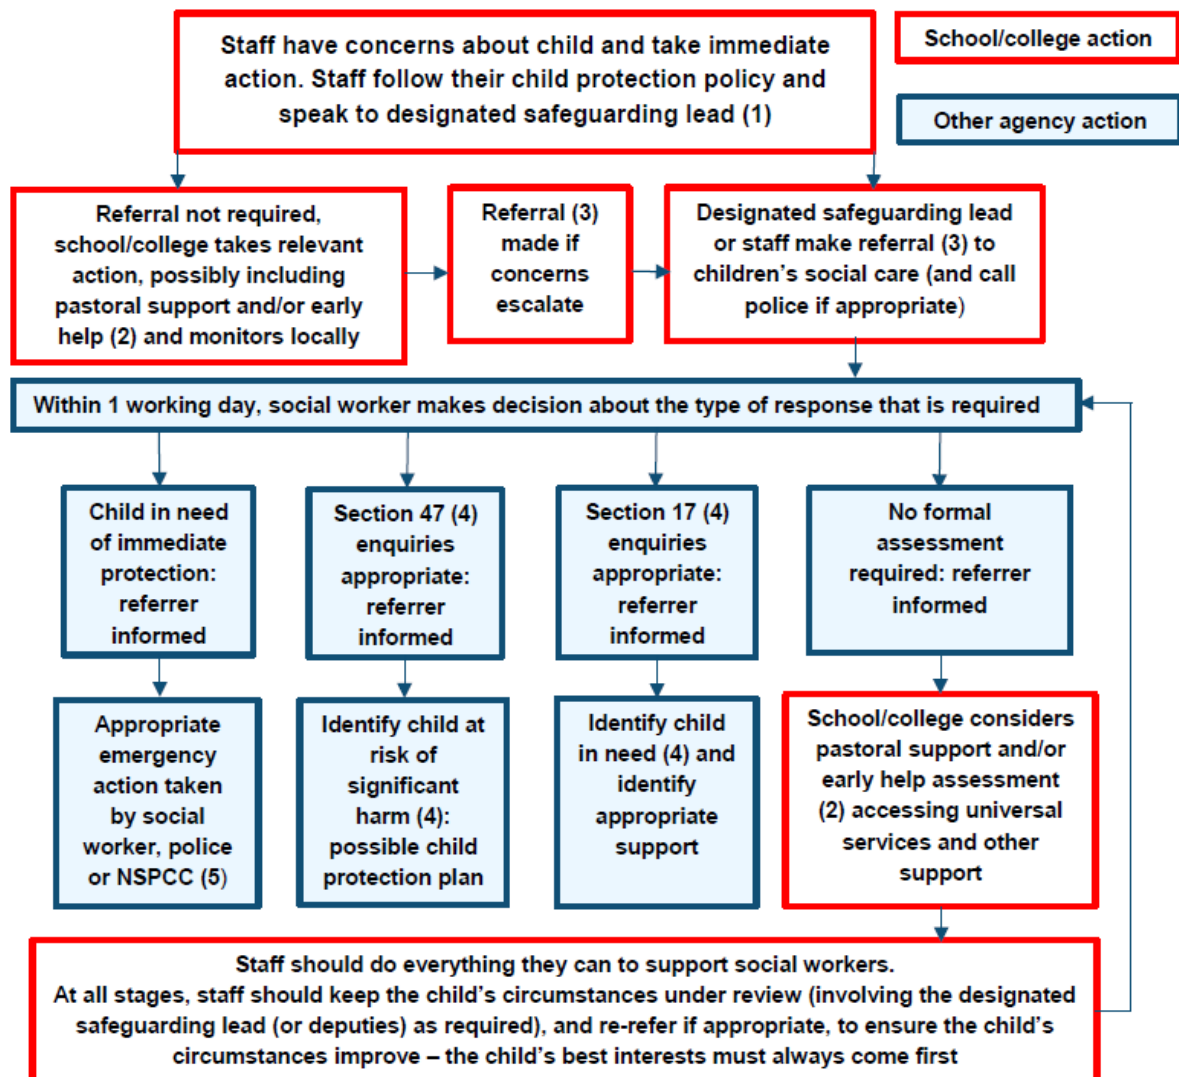 Staff have concerns about child and take immediate
action. Staff follow their child protection policy and
speak to designated safeguarding lead (1)
School/college action
Other agency action
Referral not required,
school/college takes relevant
action, possibly including
pastoral support and/or early
help (2) and monitors locally
Referral (3)
made if
concerns
escalate
Designated safeguarding lead
or staff make referral (3) to
children's social care (and call
police if appropriate)
Within 1 working day, social worker makes decision about the type of response that is required
Child in need
of immediate
protection:
referrer
informed
Section 47 (4)
enquiries
appropriate:
referrer
informed
Section 17 (4)
enquiries
appropriate:
referrer
informed
No formal
assessment
required: referrer
informed
Appropriate
emergency
action taken
by social
worker, police
or NSPCC (5)
Identify child at
risk of
significant
harm (4):
possible child
protection plan
Identify child
in need (4) and
identify
appropriate
support
School/college considers
pastoral support and/or
early help assessment
(2) accessing universal
services and other
support
Staff should do everything they can to support social workers.
At all stages, staff should keep the child's circumstances under review (involving the designated
safeguarding lead (or deputies) as required), and re-refer if appropriate, to ensure the child's
circumstances improve – the child's best interests must always come first